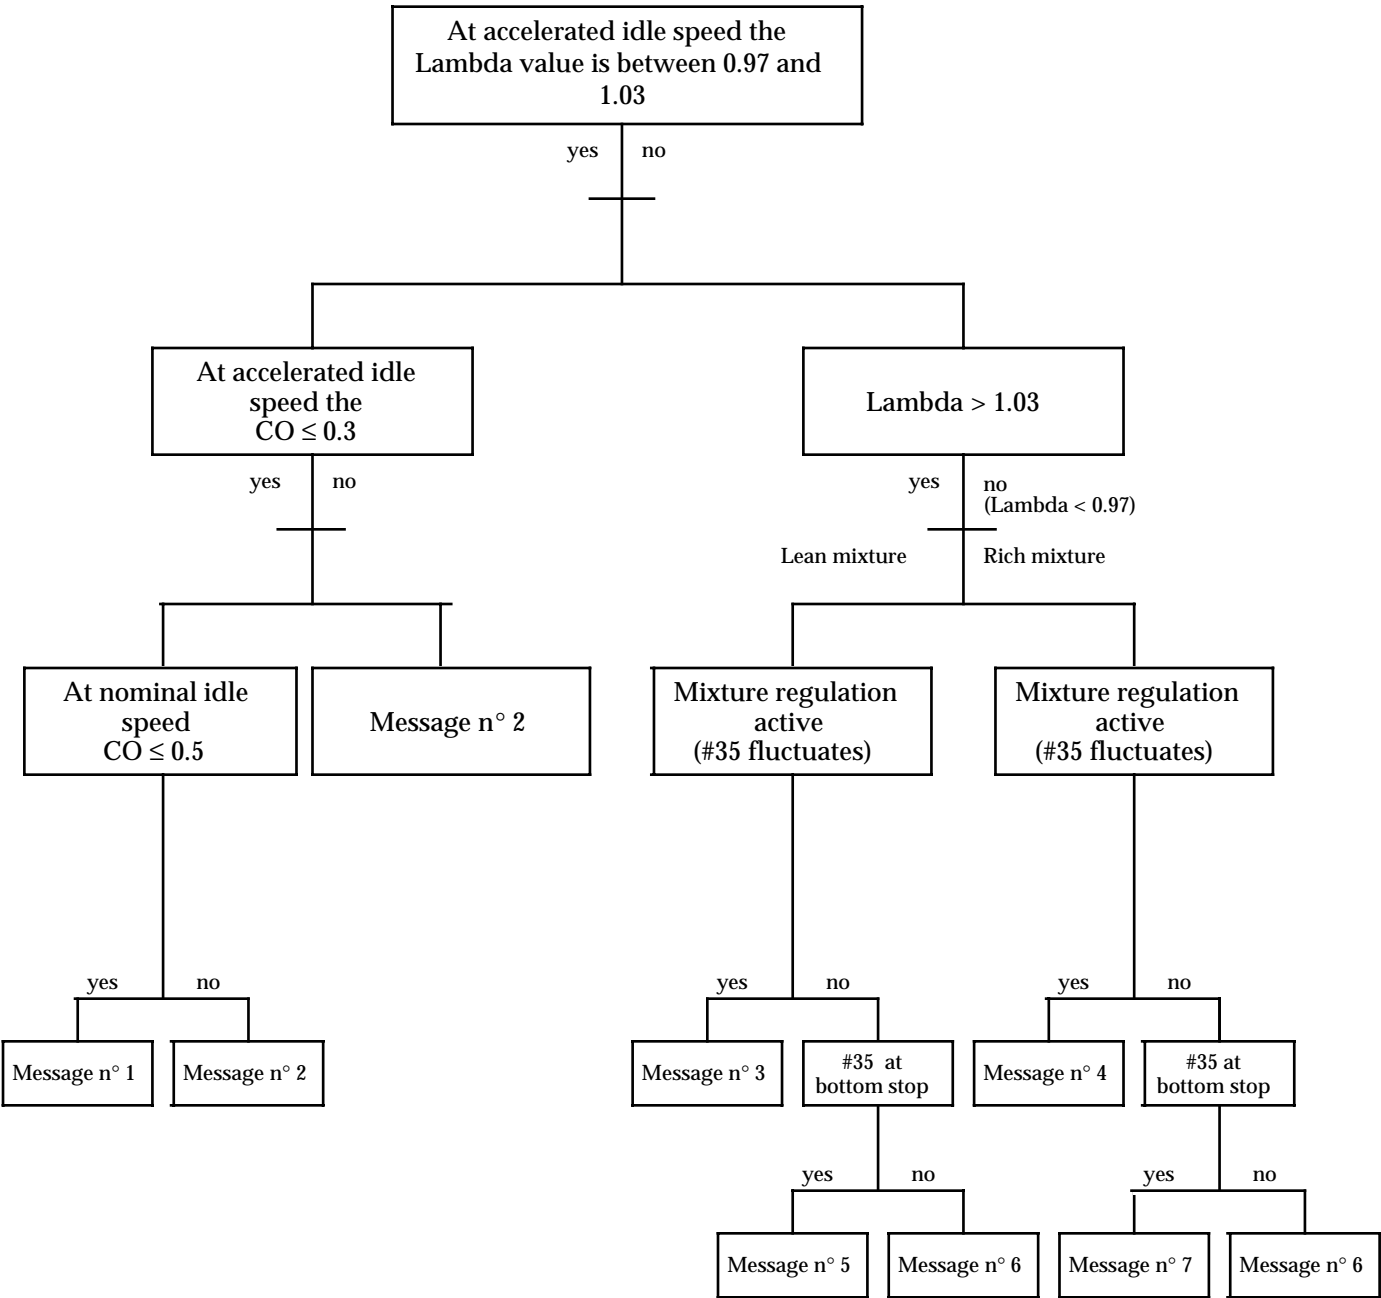 At accelerated idle speed the
Lambda value is between 0.97 and
1.03
yes
no
At accelerated idle
speed the
CO ≤ 0.3
Lambda > 1.03
yes
no
yes
no
(Lambda < 0.97)
Lean mixture
Rich mixture
At nominal idle
speed
CO ≤ 0.5
Message n° 2
Mixture regulation
active
(#35 fluctuates)
Mixture regulation
active
(#35 fluctuates)
yes
no
yes
no
yes
no
Message n° 1
Message n° 2
Message n° 3
#35 at
bottom stop
Message n° 4
#35 at
bottom stop
yes
no
yes
no
Message n° 5
Message n° 6
Message n° 7
Message n° 6